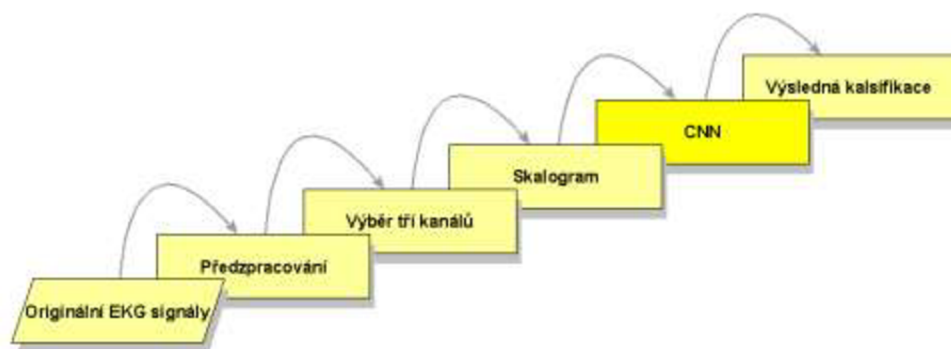 Originální EKG signály
Předzpracování
Výběr tří kanálů
Skalogram
CNN
Výsledná kalsifikace